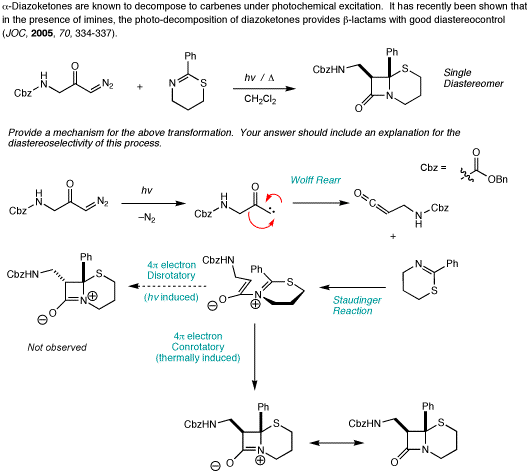 α-Diazoketones are known to decompose to carbenes under photochemical excitation. It has recently been shown that
in the presence of imines, the photo-decomposition of diazoketones provides β-lactams with good diastereocontrol
(JOC, 2005, 70, 334-337).
Cbz
H
N
O
N2
+
Ph
N
S
hν / Δ
CH2Cl2
CbzHN
Ph
S
O
N
Single
Diastereomer
Provide a mechanism for the above transformation. Your answer should include an explanation for the
diastereoselectivity of this process.
Cbz =
O
OBn
Cbz
H
N
O
N2
hν
–N2
Cbz
H
N
O
:
Wolff Rearr
O
H
N
Cbz
+
CbzHN
Ph
S
N
⊕
O
⊖
Not observed
4π electron
Disrotatory
(hν induced)
CbzHN
Ph
S
O
⊖
N
⊕
Staudinger
Reaction
Ph
N
S
4π electron
Conrotatory
(thermally induced)
CbzHN
Ph
S
O
⊖
N
⊕
CbzHN
Ph
S
O
N